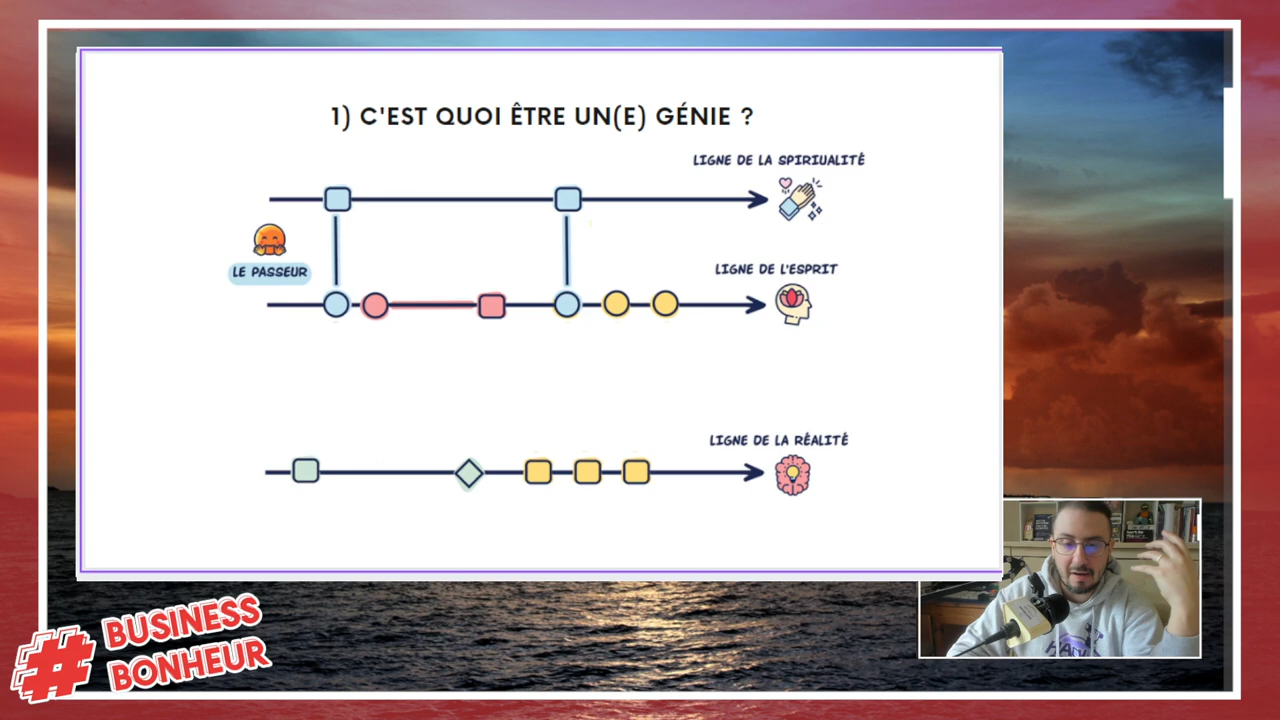 1) C'EST QUOI ÊTRE UN(E) GÉNIE ?
LIGNE DE LA SPIRIUALITÉ
LE PASSEUR
LIGNE DE L'ESPRIT
LIGNE DE LA RÉALITÉ
# BUSINESS
BONHEUR